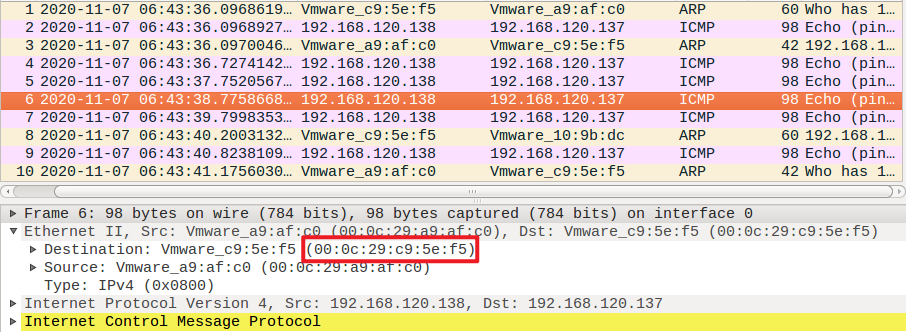 1 2020-11-07 06:43:36.0968619… Vmware_c9:5e:f5 Vmware_a9:af:c0 ARP 60 Who has 1…
2 2020-11-07 06:43:36.0968927… 192.168.120.138 192.168.120.137 ICMP 98 Echo (pin…
3 2020-11-07 06:43:36.0970046… Vmware_a9:af:c0 Vmware_c9:5e:f5 ARP 42 192.168.1…
4 2020-11-07 06:43:36.7274142… 192.168.120.138 192.168.120.137 ICMP 98 Echo (pin…
5 2020-11-07 06:43:37.7520567… 192.168.120.138 192.168.120.137 ICMP 98 Echo (pin…
6 2020-11-07 06:43:38.7758668… 192.168.120.138 192.168.120.137 ICMP 98 Echo (pin…
7 2020-11-07 06:43:39.7998353… 192.168.120.138 192.168.120.137 ICMP 98 Echo (pin…
8 2020-11-07 06:43:40.2003132… Vmware_c9:5e:f5 Vmware_10:9b:dc ARP 60 192.168.1…
9 2020-11-07 06:43:40.8238109… 192.168.120.138 192.168.120.137 ICMP 98 Echo (pin…
10 2020-11-07 06:43:41.1756030… Vmware_a9:af:c0 Vmware_c9:5e:f5 ARP 42 Who has 1…
Frame 6: 98 bytes on wire (784 bits), 98 bytes captured (784 bits) on interface 0
Ethernet II, Src: Vmware_a9:af:c0 (00:0c:29:a9:af:c0), Dst: Vmware_c9:5e:f5 (00:0c:29:c9:5e:f5)
Destination: Vmware_c9:5e:f5 (00:0c:29:c9:5e:f5)
Source: Vmware_a9:af:c0 (00:0c:29:a9:af:c0)
Type: IPv4 (0x0800)
Internet Protocol Version 4, Src: 192.168.120.138, Dst: 192.168.120.137
Internet Control Message Protocol